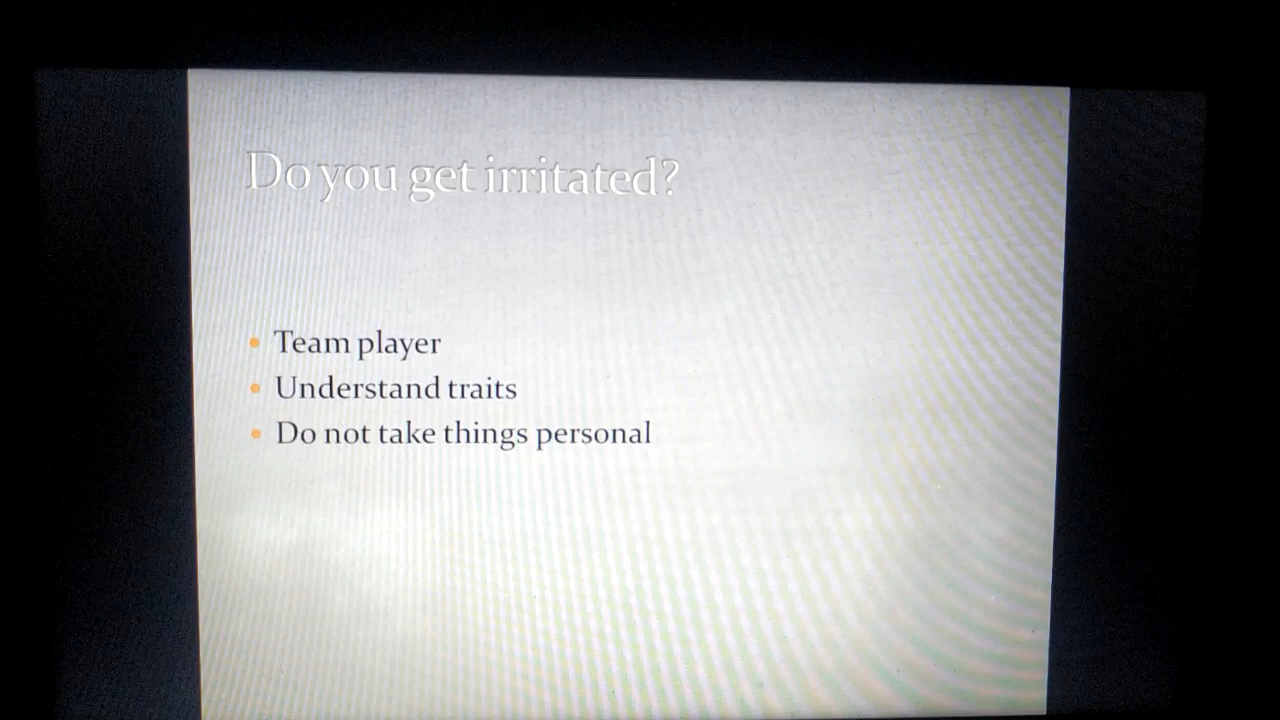 Do you get irritated?
• Team player
• Understand traits
• Do not take things personal